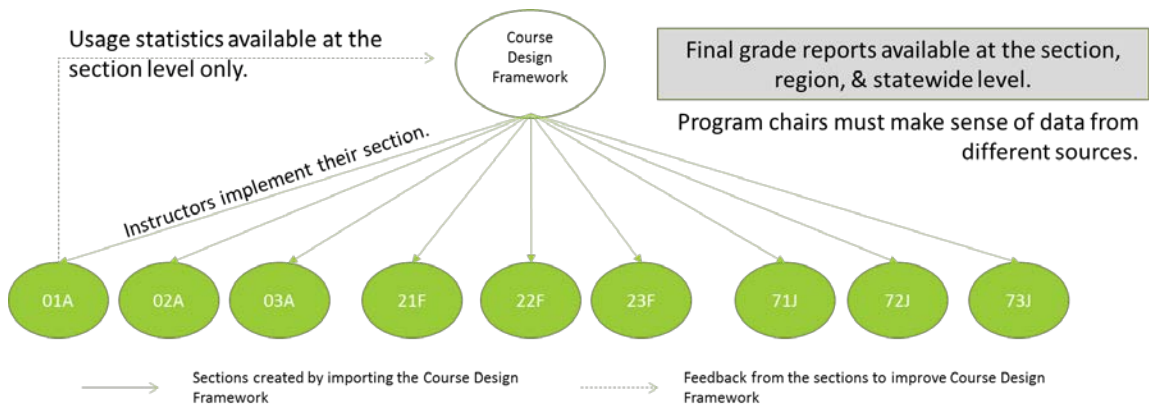 Usage statistics available at the
section level only.
Course
Design
Framework
Final grade reports available at the section,
region, & statewide level.
Program chairs must make sense of data from
different sources.
Instructors implement their section.
01A
02A
03A
21F
22F
23F
71J
72J
73J
Sections created by importing the Course Design
Framework
Feedback from the sections to improve Course Design
Framework